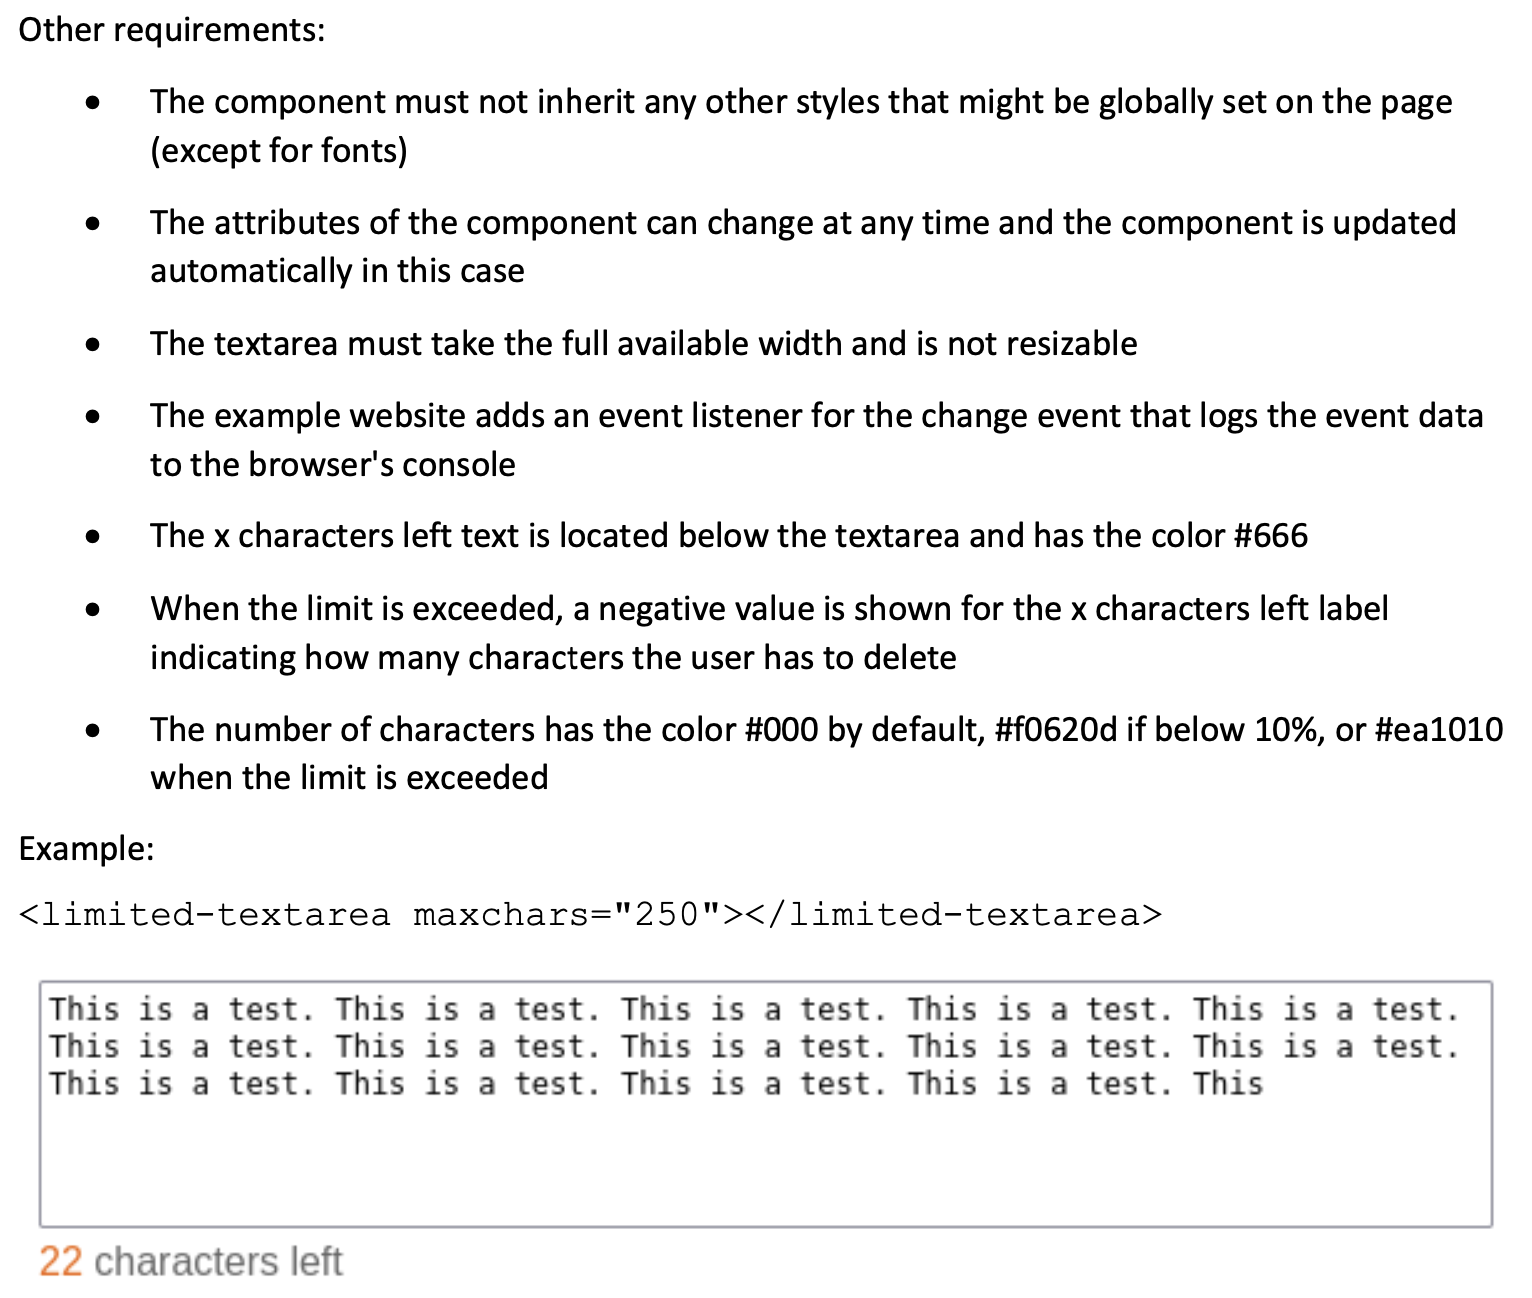 Other requirements:
• The component must not inherit any other styles that might be globally set on the page
(except for fonts)
• The attributes of the component can change at any time and the component is updated
automatically in this case
• The textarea must take the full available width and is not resizable
• The example website adds an event listener for the change event that logs the event data
to the browser's console
• The x characters left text is located below the textarea and has the color #666
• When the limit is exceeded, a negative value is shown for the x characters left label
indicating how many characters the user has to delete
• The number of characters has the color #000 by default, #f0620d if below 10%, or #ea1010
when the limit is exceeded
Example:
<limited-textarea maxchars="250"></limited-textarea>
This is a test. This is a test. This is a test. This is a test. This is a test.
This is a test. This is a test. This is a test. This is a test. This is a test.
This is a test. This is a test. This is a test. This is a test. This
22 characters left